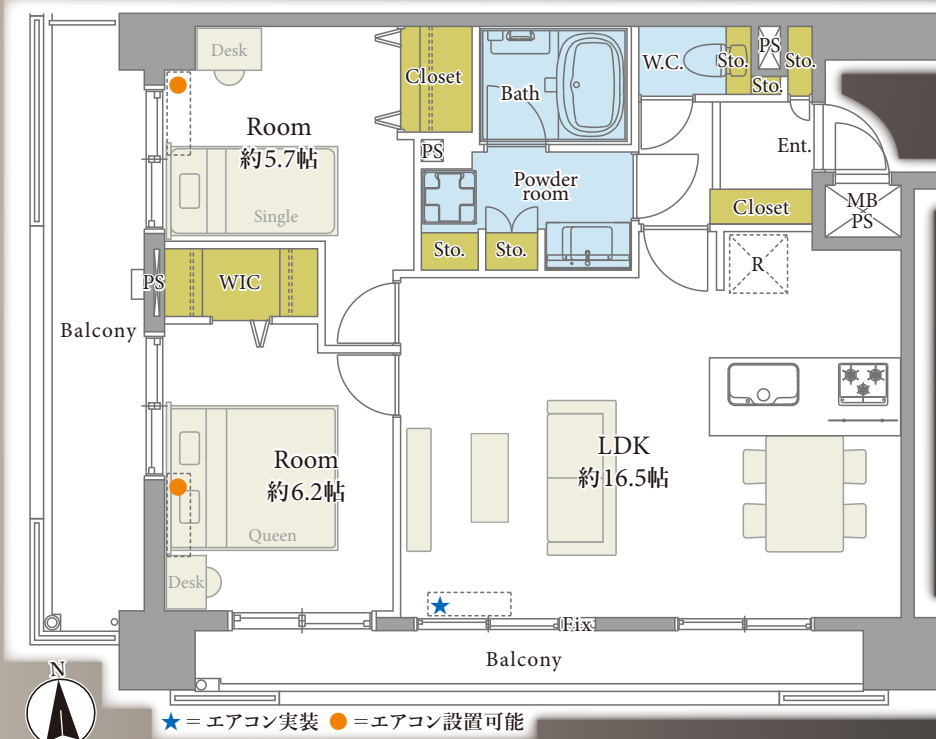 Desk
Closet
Bath
W.C.
Sto.
PS
Sto.
Sto.
Room
約5.7帖
PS
Ent.
Powder
room
Single
Closet
MB
PS
Sto.
Sto.
R
PS
WIC
Balcony
LDK
約16.5帖
Room
約6.2帖
Queen
Desk
Fix
Balcony
N
★ = エアコン実装 ● =エアコン設置可能